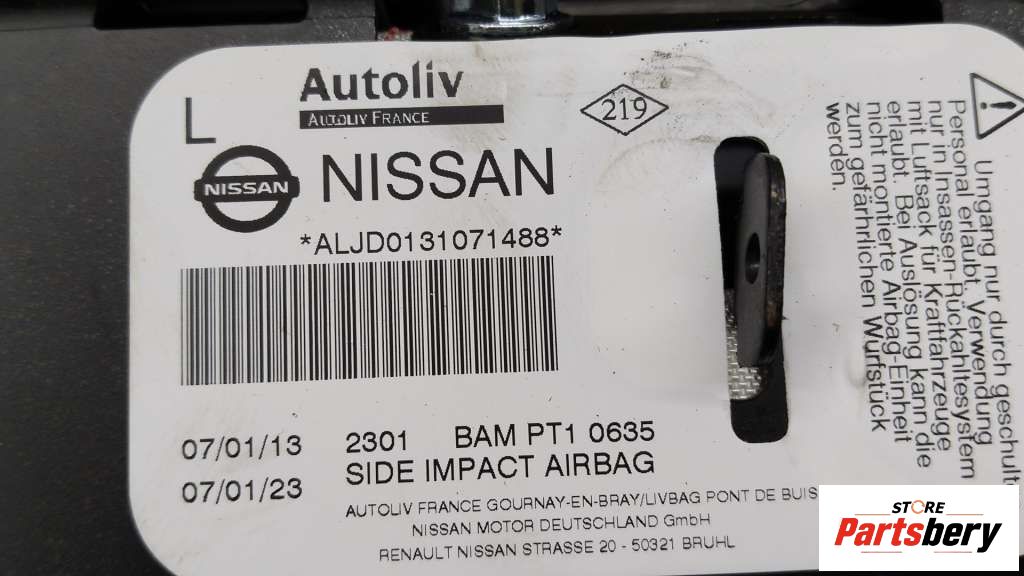 Autoliv
AUTOLIV FRANCE
219
L
NISSAN
NISSAN
*ALJD0131071488*
07/01/13 2301 BAM PT1 0635
07/01/23 SIDE IMPACT AIRBAG
AUTOLIV FRANCE GOURNAY-EN-BRAY/LIVBAG PONT DE BUIS
NISSAN MOTOR DEUTSCHLAND GmbH
RENAULT NISSAN STRASSE 20 - 50321 BRUHL
Umgang nur durch geschult
Personal erlaubt. Verwendung
nur in Insassen-Rückahltesystem
mit Luftsack für Kraftfahrzeuge
erlaubt. Bei Auslösung kann die
nicht montierte Airbag-Einheit
zum gefährlichen Wurfstück
werden.
STORE
Partsbery